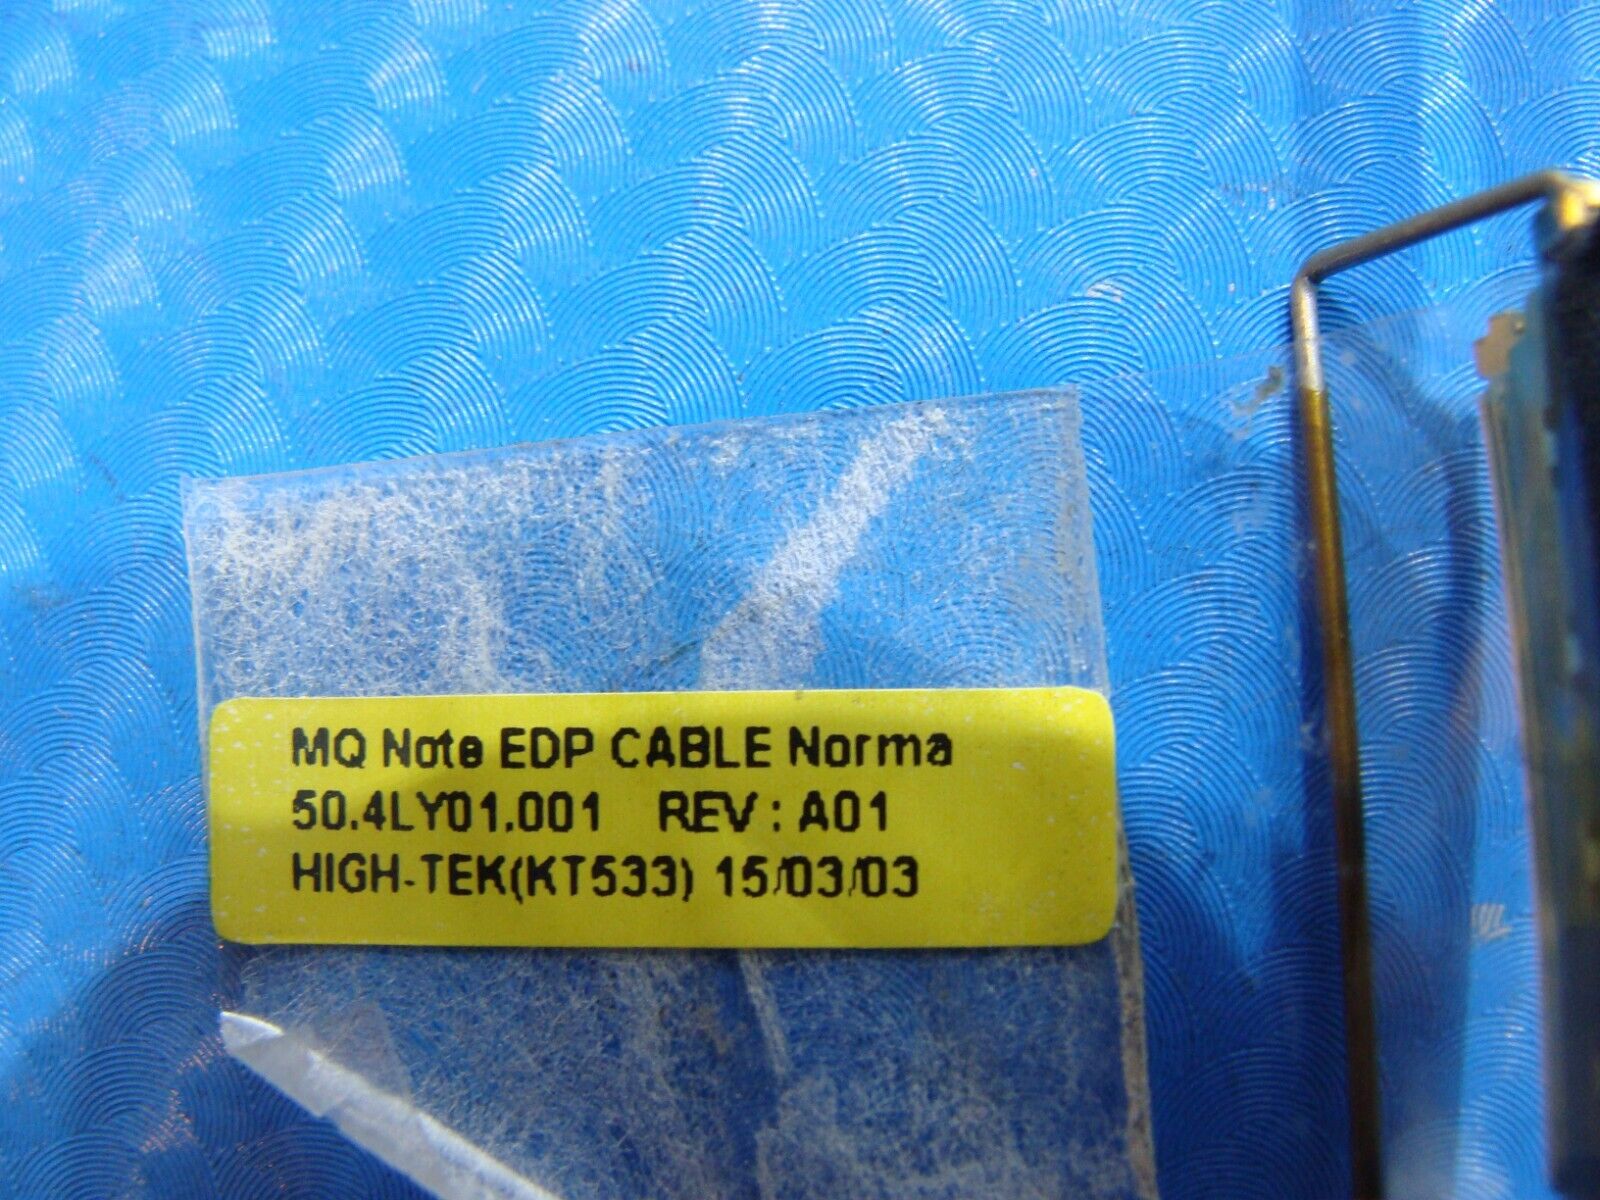 MQ Note EDP CABLE Norma
50.4LY01.001 REV : A01
HIGH-TEK(KT533) 15/03/03